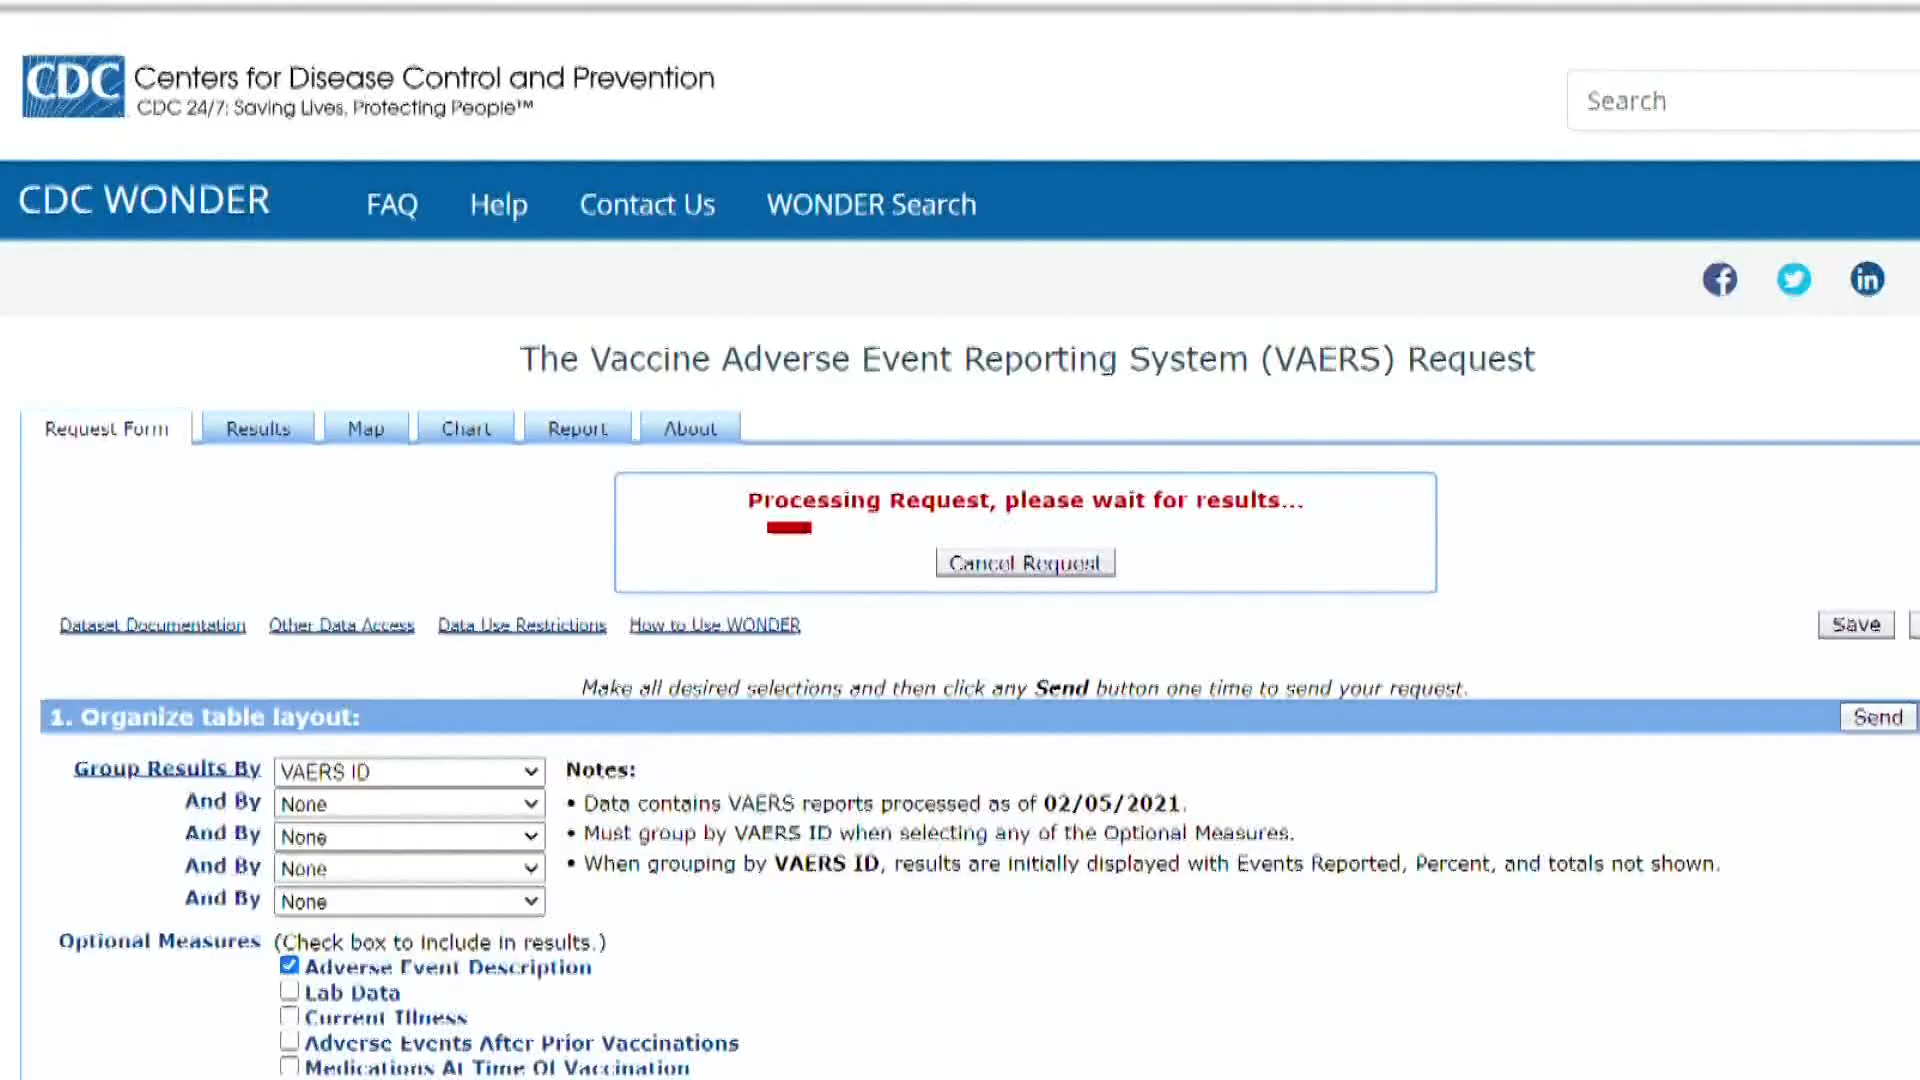 CDC Centers for Disease Control and Prevention
CDC 24/7: Saving Lives, Protecting People™
Search
CDC WONDER FAQ Help Contact Us WONDER Search
The Vaccine Adverse Event Reporting System (VAERS) Request
Request Form Results Map Chart Report About
Processing Request, please wait for results...
Cancel Request
Dataset Documentation Other Data Access Data Use Restrictions How to Use WONDER Save
Make all desired selections and then click any Send button one time to send your request.
1. Organize table layout: Send
Group Results By VAERS ID Notes:
And By None • Data contains VAERS reports processed as of 02/05/2021.
And By None • Must group by VAERS ID when selecting any of the Optional Measures.
And By None • When grouping by VAERS ID, results are initially displayed with Events Reported, Percent, and totals not shown.
And By None
Optional Measures (Check box to include in results.)
Adverse Event Description
Lab Data
Current Illness
Adverse Events After Prior Vaccinations
Medications At Time Of Vaccination